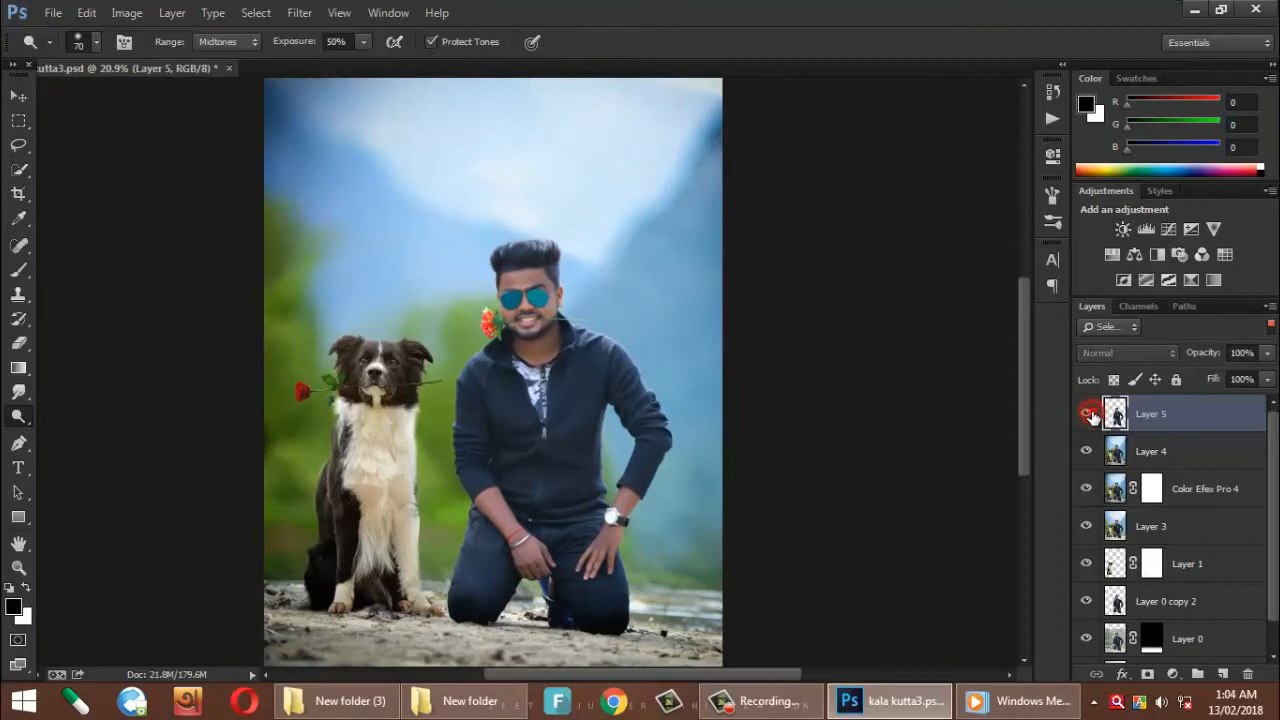 Ps File Edit Image Layer Type Select Filter View Window Help
70 Range: Midtones Exposure: 50% Protect Tones Essentials
kutta3.psd @ 20.9% (Layer 5, RGB/8) * ×
Color Swatches
R 0
G 0
B 0
Adjustments Styles
Add an adjustment
Layers Channels Paths
Sele...
Normal Opacity: 100%
Lock: Fill: 100%
Layer 5
Layer 4
Color Efex Pro 4
Layer 3
Layer 1
Layer 0 copy 2
Layer 0
Doc: 21.8M/179.6M
New folder (3) New folder Recording... Ps kala kutta3.ps... Windows Me...
1:04 AM
13/02/2018